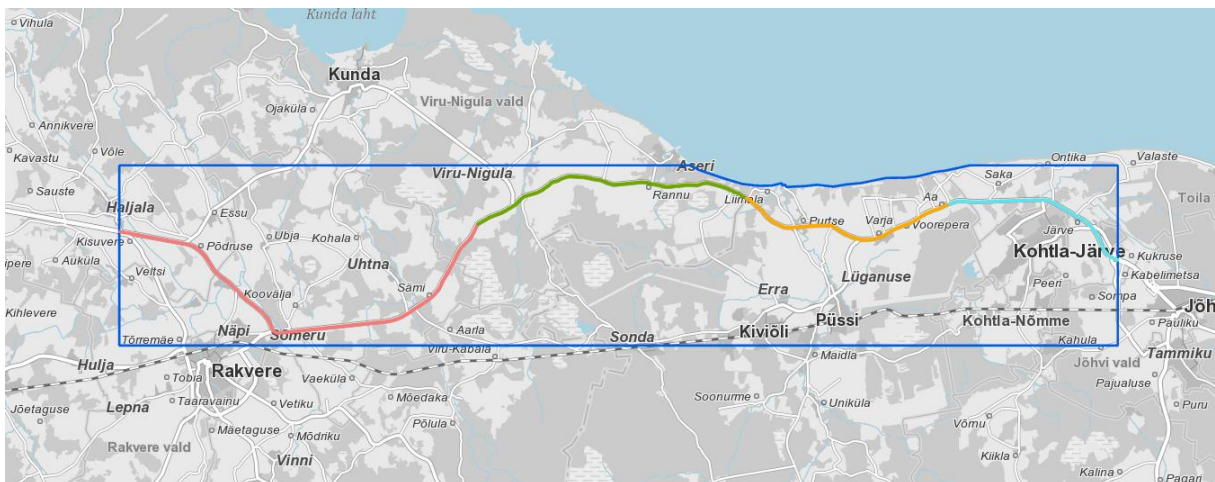 Vihula
Kunda laht
Kunda
Viru-Nigula vald
Ojaküla
Annikvere
Võle
Kavastu
Viru-Nigula
Aseri
Ontika
Valaste
Sauste
Rannu
Liimala
Saka
Toila
Haljala
Essu
Aa
Purtse
Varja
Voorepera
Järve
Kisuvere
Põdruse
Ubja
Kohala
Kohtla-Järve
Kukruse
Aukula
Veltsi
Uhtna
Lüganuse
Kabelimetsa
Peeri
Sompa
Koovälja
Sämi
Erra
Kihlevere
Jõh
Näpi
Sõmeru
Aarla
Sonda
Kiviõli
Püssi
Kohtla-Nõmme
Pauliku
Tõrremäe
Viru-Kabala
Maidla
Kahula
Jõhvi vald
Tammiku
Hulja
Rakvere
Tobia
Vaeküla
Pajualuse
Lepna
Taaravainu
Vetiku
Mõedaka
Soonurme
Uniküla
Puru
Jõetaguse
Mäetaguse
Mõdriku
Põlula
Võrnu
Rakvere vald
Vinni
Kiikla
Kalina
Pagari